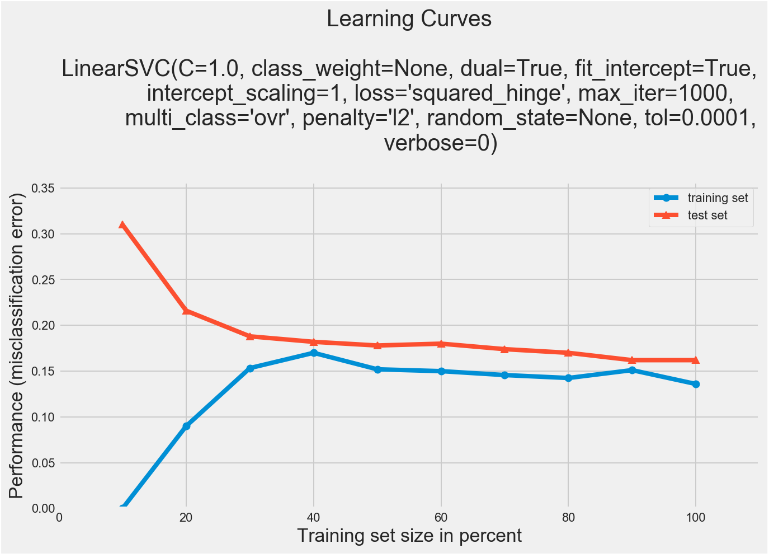 Learning Curves
LinearSVC(C=1.0, class_weight=None, dual=True, fit_intercept=True,
intercept_scaling=1, loss='squared_hinge', max_iter=1000,
multi_class='ovr', penalty='l2', random_state=None, tol=0.0001,
verbose=0)
training set
test set
Performance (misclassification error)
0.35
0.30
0.25
0.20
0.15
0.10
0.05
0.00
0 20 40 60 80 100
Training set size in percent